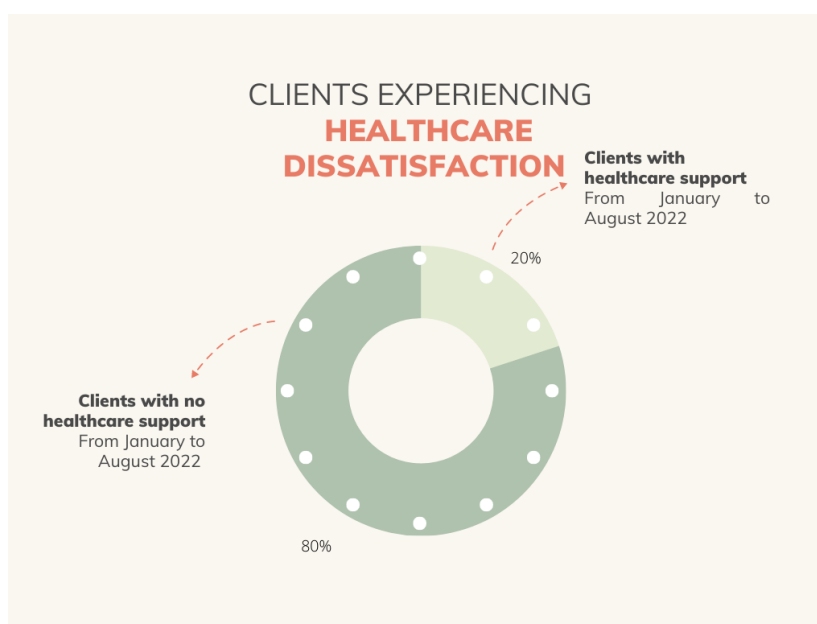 CLIENTS EXPERIENCING
HEALTHCARE
DISSATISFACTION
Clients with
healthcare support
From January to
August 2022
20%
Clients with no
healthcare support
From January to
August 2022
80%